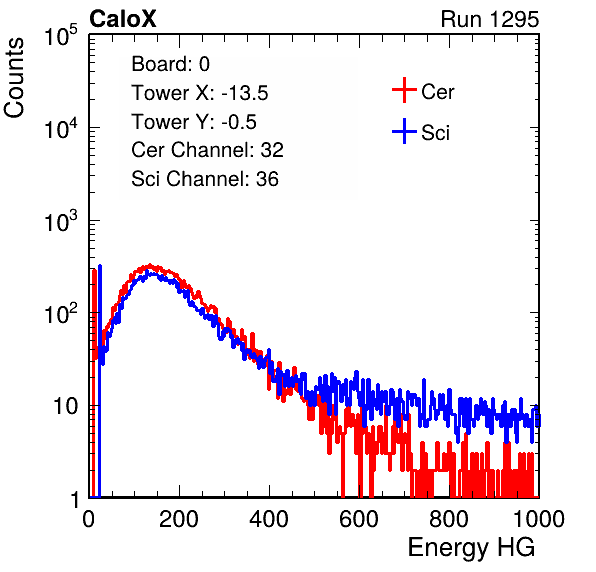 CaloX Run 1295
Counts
Board: 0
Tower X: -13.5
Tower Y: -0.5
Cer Channel: 32
Sci Channel: 36
Cer
Sci
10^5
10^4
10^3
10^2
10
1
0 200 400 600 800 1000
Energy HG